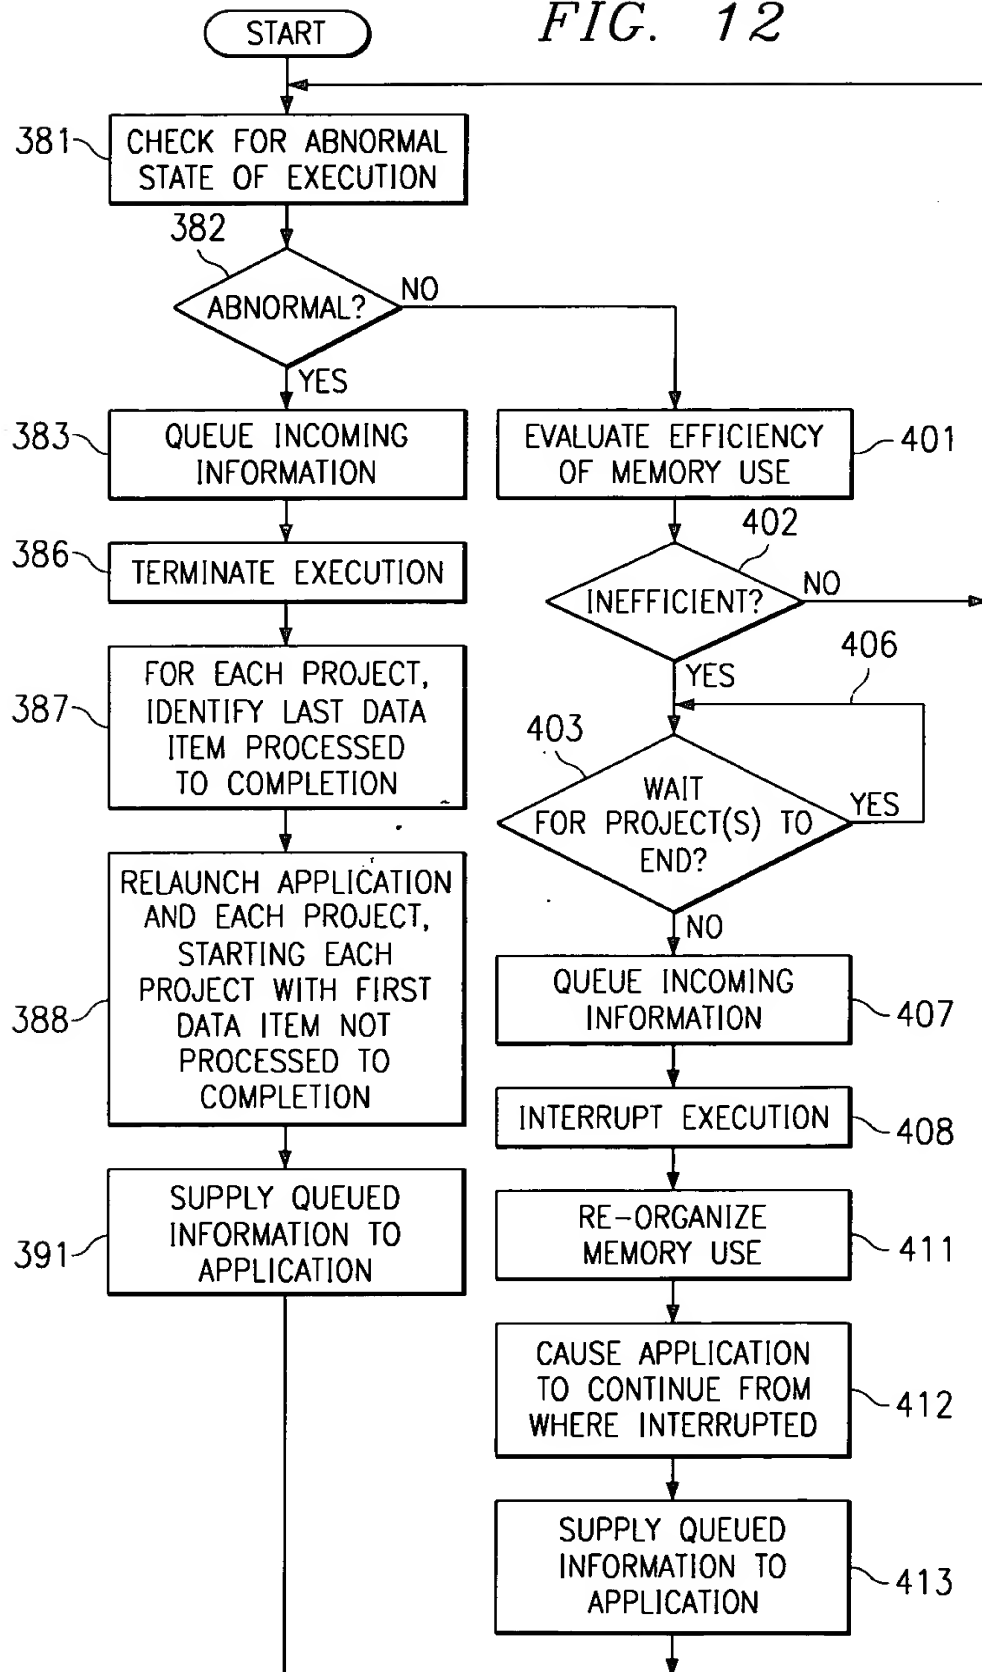 FIG. 12
START
381
CHECK FOR ABNORMAL
STATE OF EXECUTION
382
ABNORMAL?
NO
YES
383
QUEUE INCOMING
INFORMATION
386
TERMINATE EXECUTION
387
FOR EACH PROJECT,
IDENTIFY LAST DATA
ITEM PROCESSED
TO COMPLETION
388
RELAUNCH APPLICATION
AND EACH PROJECT,
STARTING EACH
PROJECT WITH FIRST
DATA ITEM NOT
PROCESSED TO
COMPLETION
391
SUPPLY QUEUED
INFORMATION TO
APPLICATION
EVALUATE EFFICIENCY
OF MEMORY USE
401
402
INEFFICIENT?
NO
YES
406
403
WAIT
FOR PROJECT(S) TO
END?
YES
NO
QUEUE INCOMING
INFORMATION
407
INTERRUPT EXECUTION
408
RE-ORGANIZE
MEMORY USE
411
CAUSE APPLICATION
TO CONTINUE FROM
WHERE INTERRUPTED
412
SUPPLY QUEUED
INFORMATION TO
APPLICATION
413